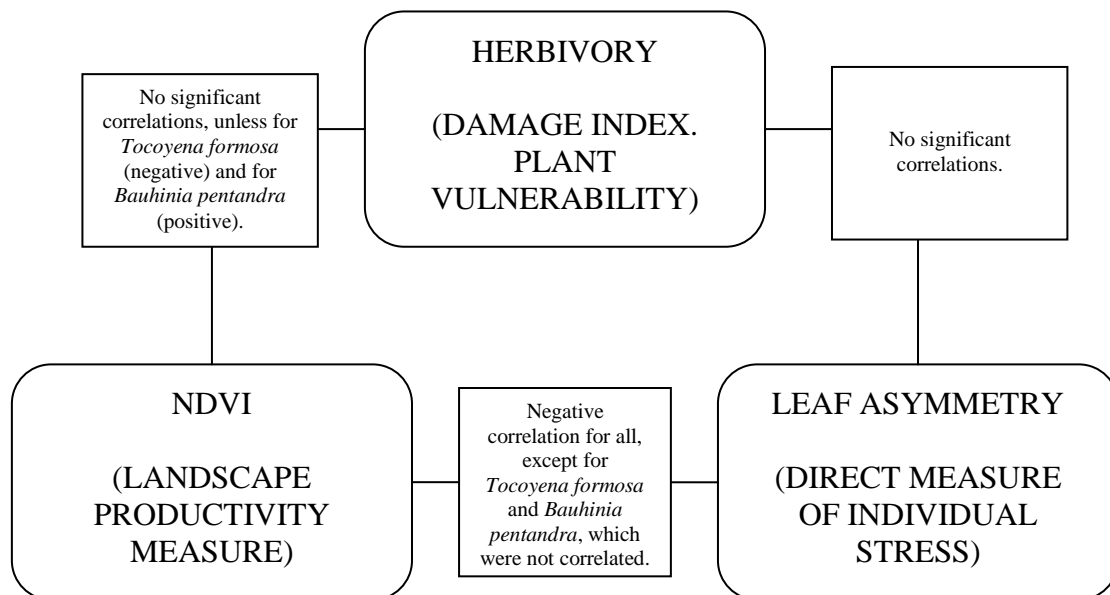 HERBIVORY
(DAMAGE INDEX.
PLANT
VULNERABILITY)
No significant
correlations, unless for
Tocoyena formosa
(negative) and for
Bauhinia pentandra
(positive).
No significant
correlations.
NDVI
(LANDSCAPE
PRODUCTIVITY
MEASURE)
Negative
correlation for all,
except for
Tocoyena formosa
and Bauhinia
pentandra, which
were not correlated.
LEAF ASYMMETRY
(DIRECT MEASURE
OF INDIVIDUAL
STRESS)